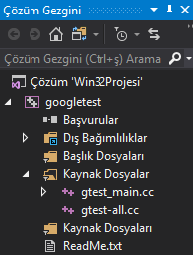 Çözüm Gezgini
Çözüm Gezgini (Ctrl+ş) Arama
Çözüm 'Win32Projesi'
googletest
Başvurular
Dış Bağımlılıklar
Başlık Dosyaları
Kaynak Dosyalar
gtest_main.cc
gtest-all.cc
Kaynak Dosyaları
ReadMe.txt